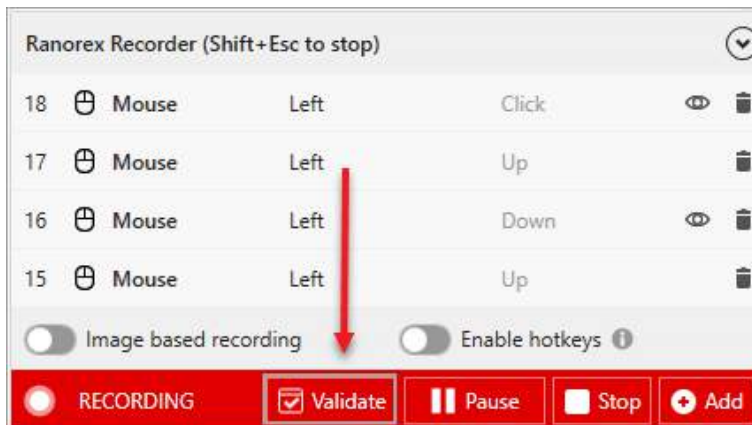 Ranorex Recorder (Shift+Esc to stop)
18 Mouse Left Click
17 Mouse Left Up
16 Mouse Left Down
15 Mouse Left Up
Image based recording Enable hotkeys
RECORDING Validate Pause Stop Add